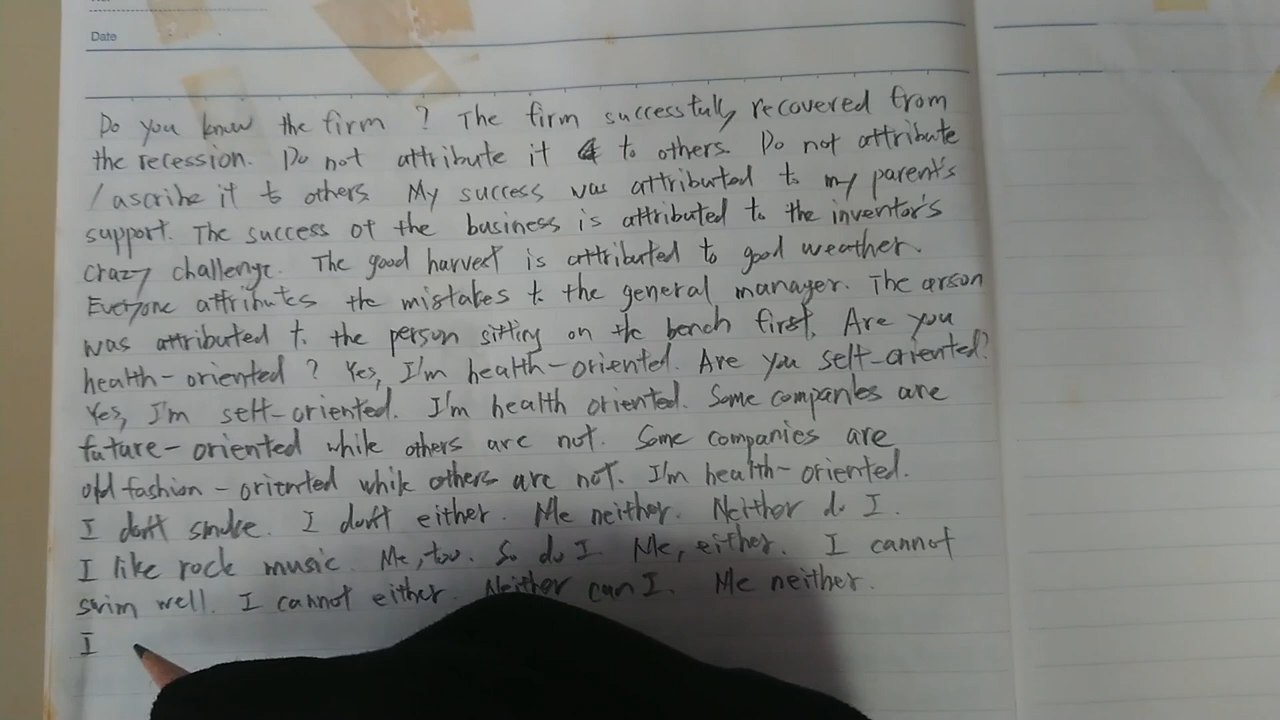 Date
Do you know the firm ? The firm successfully recovered from
the recession. Do not attribute it to others. Do not attribute
/ ascribe it to others. My success was attributed to my parent's
support. The success of the business is attributed to the inventor's
crazy challenge. The good harvest is attributed to good weather.
Everyone attributes the mistakes to the general manager. The arson
was attributed to the person sitting on the bench first. Are you
health-oriented ? Yes, I'm health-oriented. Are you self-oriented?
Yes, I'm self-oriented. I'm health oriented. Some companies are
future-oriented while others are not. Some companies are
old fashion-oriented while others are not. I'm health-oriented.
I don't smoke. I don't either. Me neither. Neither do I.
I like rock music. Me, too. So do I. Me, either. I cannot
swim well. I cannot either. Neither can I. Me neither.
I